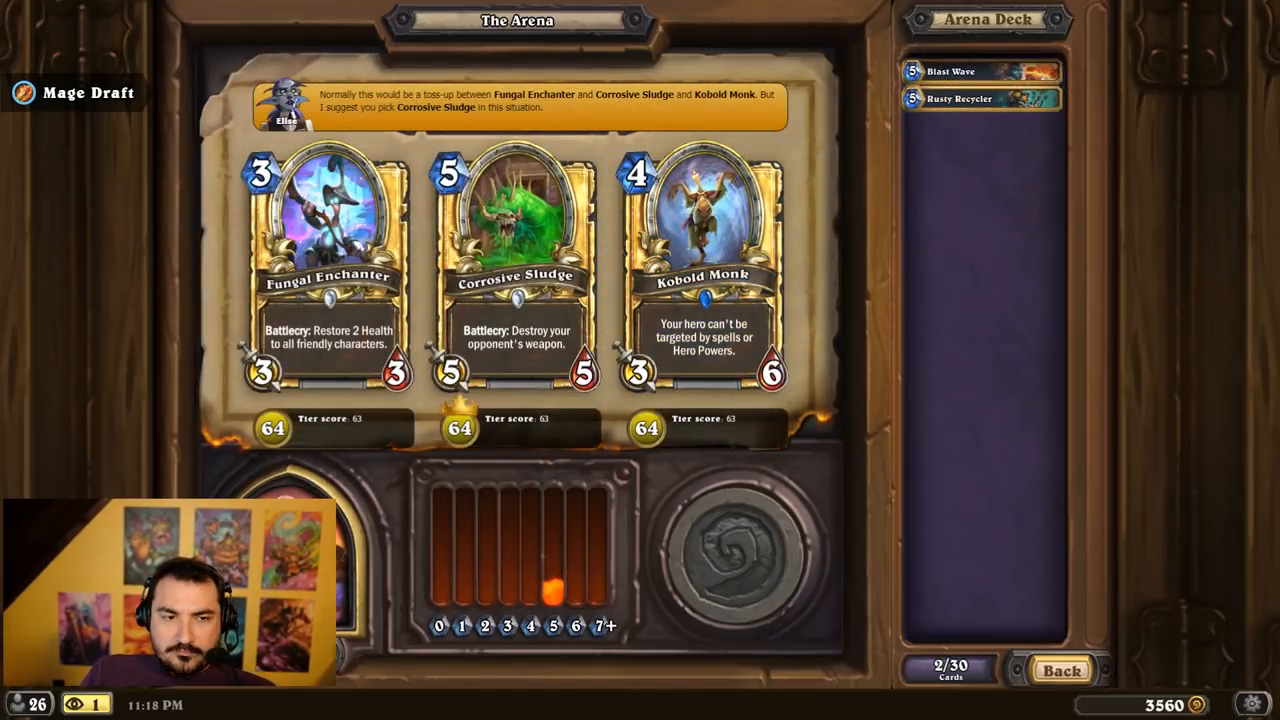 The Arena
Arena Deck
Mage Draft
5 Blast Wave
5 Rusty Recycler
Elise
Normally this would be a toss-up between Fungal Enchanter and Corrosive Sludge and Kobold Monk. But
I suggest you pick Corrosive Sludge in this situation.
3
Fungal Enchanter
Battlecry: Restore 2 Health
to all friendly characters.
3 3
5
Corrosive Sludge
Battlecry: Destroy your
opponent's weapon.
5 5
4
Kobold Monk
Your hero can't be
targeted by spells or
Hero Powers.
3 6
64 Tier score: 63
64 Tier score: 63
64 Tier score: 63
0 1 2 3 4 5 6 7+
2/30
Cards
Back
26
1
11:18 PM
3560